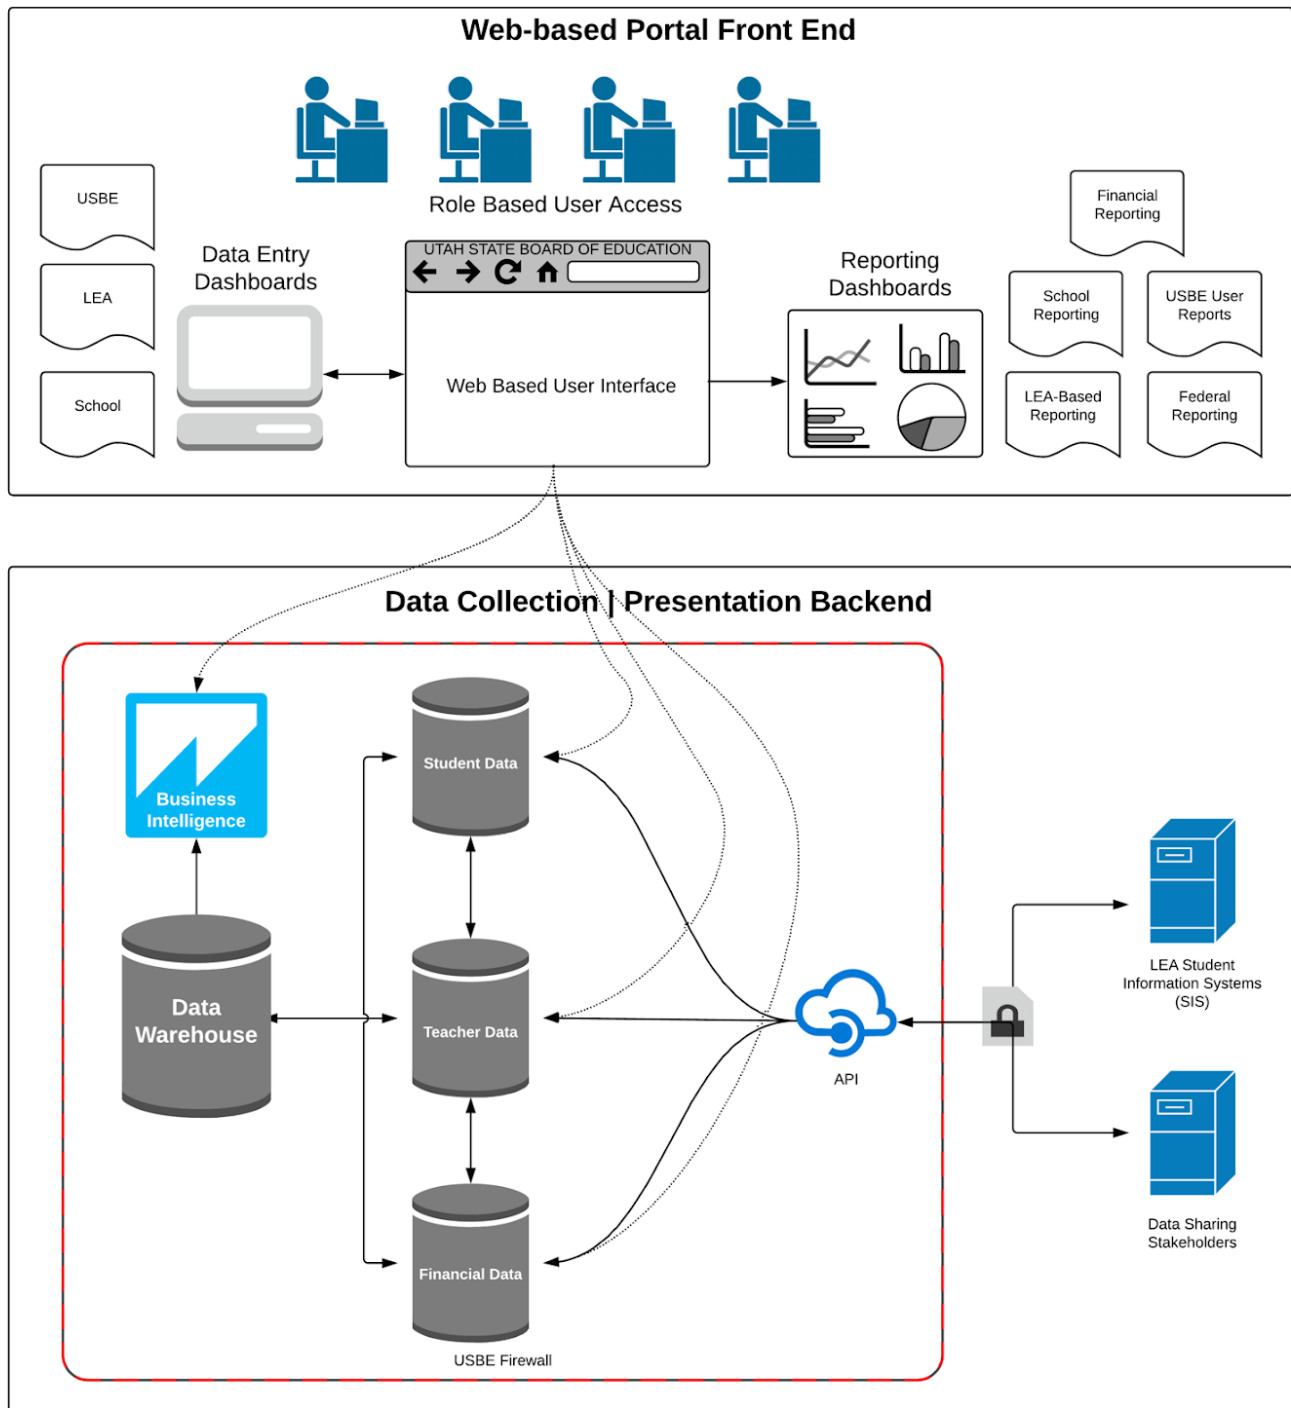 Web-based Portal Front End
Role Based User Access
USBE
LEA
School
Data Entry
Dashboards
UTAH STATE BOARD OF EDUCATION
Web Based User Interface
Reporting
Dashboards
Financial
Reporting
School
Reporting
USBE User
Reports
LEA-Based
Reporting
Federal
Reporting
Data Collection | Presentation Backend
Business
Intelligence
Data
Warehouse
Student Data
Teacher Data
Financial Data
USBE Firewall
API
LEA Student
Information Systems
(SIS)
Data Sharing
Stakeholders